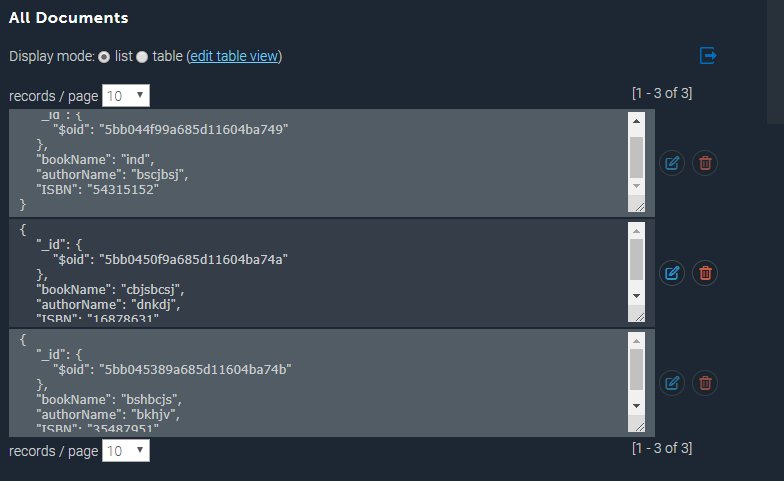 All Documents
Display mode: list table (edit table view)
records / page 10 [1 - 3 of 3]
"_id": {
"$oid": "5bb044f99a685d11604ba749"
},
"bookName": "ind",
"authorName": "bscjbsj",
"ISBN": "54315152"
}
{
"_id": {
"$oid": "5bb0450f9a685d11604ba74a"
},
"bookName": "cbjsbcsj",
"authorName": "dnkdj",
"ISBN": "16878631"
{
"_id": {
"$oid": "5bb045389a685d11604ba74b"
},
"bookName": "bshbcjs",
"authorName": "bkhjv",
"ISBN": "35487951"
records / page 10 [1 - 3 of 3]